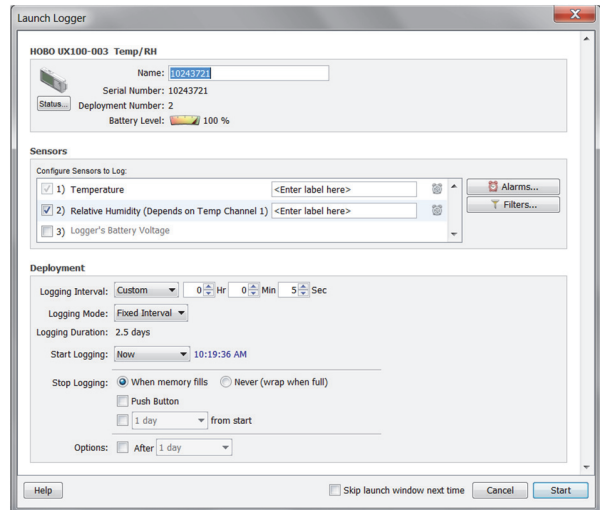 Launch Logger
HOBO UX100-003 Temp/RH
Name: 10243721
Serial Number: 10243721
Status... Deployment Number: 2
Battery Level: 100 %
Sensors
Configure Sensors to Log:
1) Temperature <Enter label here> Alarms...
2) Relative Humidity (Depends on Temp Channel 1) <Enter label here> Filters...
3) Logger's Battery Voltage
Deployment
Logging Interval: Custom 0 Hr 0 Min 5 Sec
Logging Mode: Fixed Interval
Logging Duration: 2.5 days
Start Logging: Now 10:19:36 AM
Stop Logging: When memory fills Never (wrap when full)
Push Button
1 day from start
Options: After 1 day
Help Skip launch window next time Cancel Start